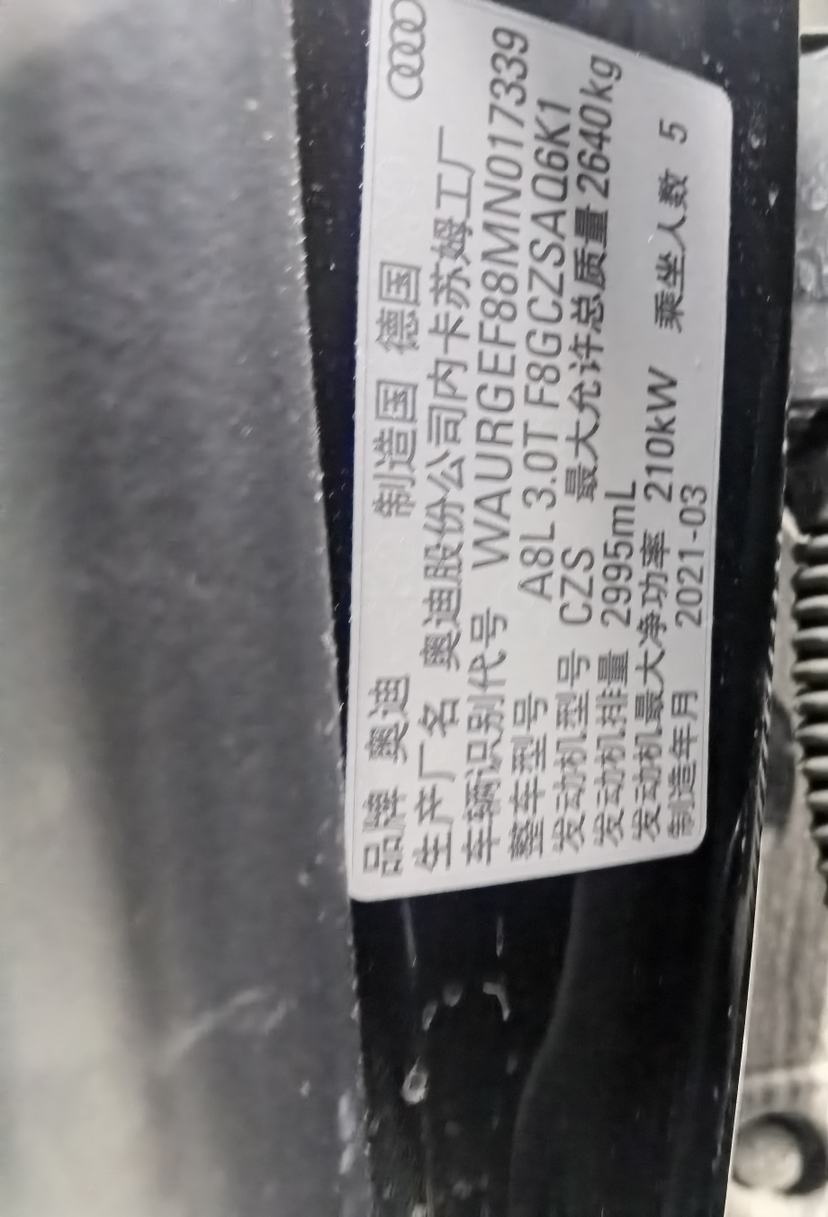 品牌 奥迪 制造国 德国
生产厂名 奥迪股份公司内卡苏姆工厂
车辆识别代号 WAURGEF88MN017339
整车型号 A8L 3.0T F8GCZSAQ6K1
发动机型号 CZS 最大允许总质量 2640kg
发动机排量 2995mL
发动机最大净功率 210kW 乘坐人数 5
制造年月 2021-03